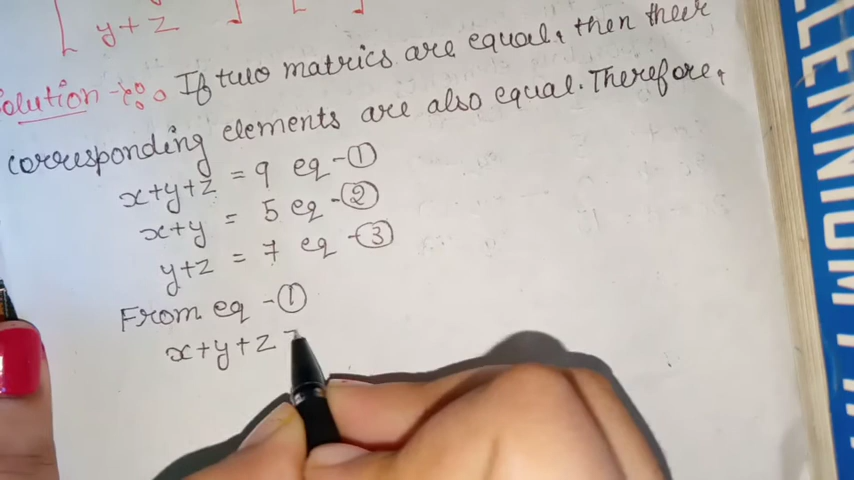 y+z
Solution →: If two matrics are equal, then their
corresponding elements are also equal. Therefore,
x+y+z = 9 eq-①
x+y = 5 eq-②
y+z = 7 eq-③
From eq-①
x+y+z